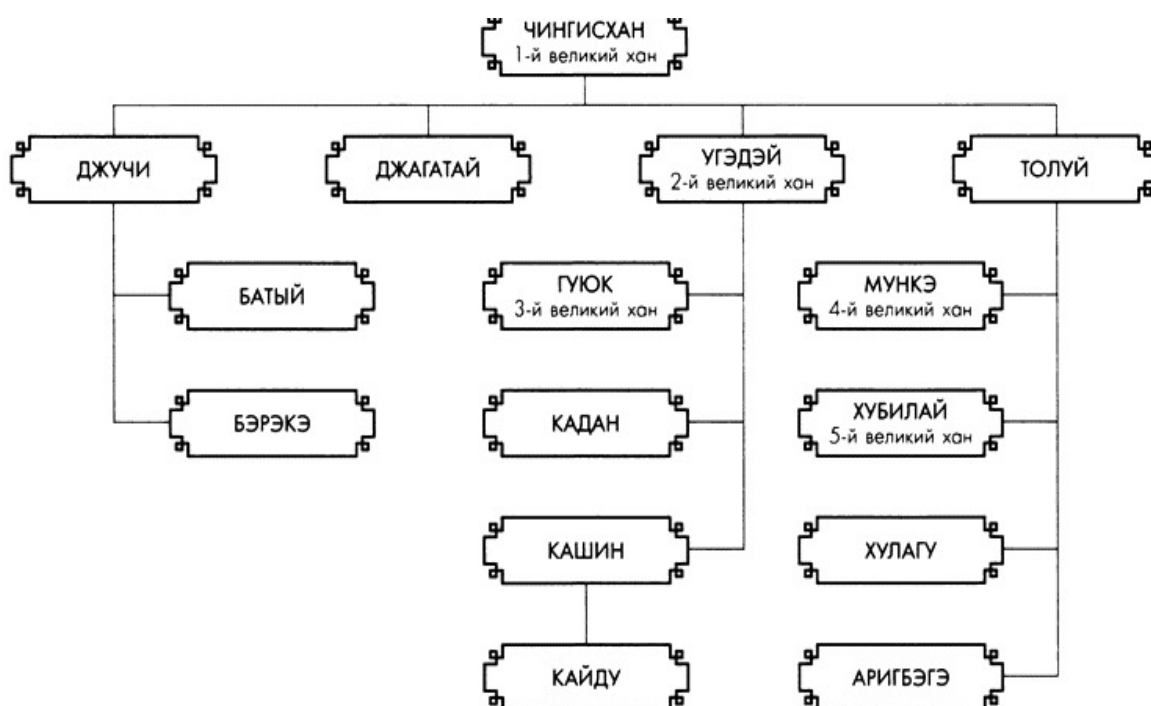 ЧИНГИСХАН
1-й великий хан
ДЖУЧИ
ДЖАГАТАЙ
УГЭДЭЙ
2-й великий хан
ТОЛУЙ
БАТЫЙ
ГУЮК
3-й великий хан
МУНКЭ
4-й великий хан
БЭРЭКЭ
КАДАН
ХУБИЛАЙ
5-й великий хан
КАШИН
ХУЛАГУ
КАЙДУ
АРИГБЭГЭ